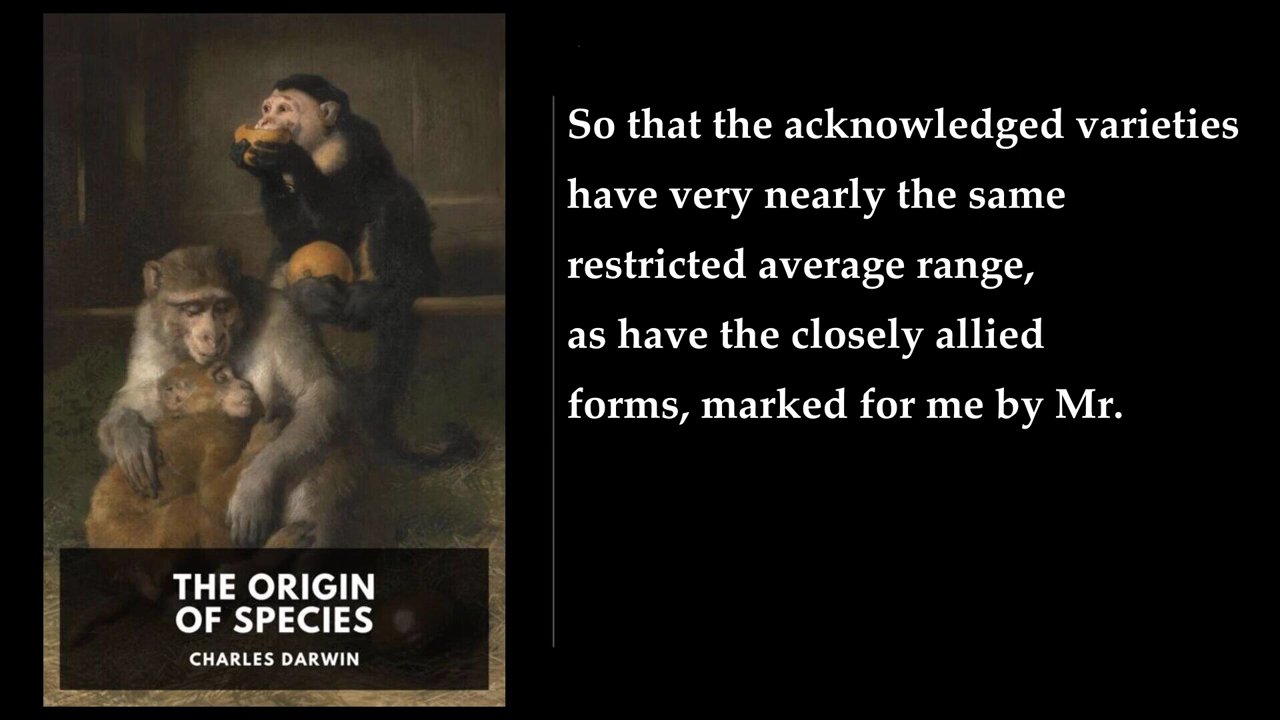 THE ORIGIN
OF SPECIES
CHARLES DARWIN
So that the acknowledged varieties
have very nearly the same
restricted average range,
as have the closely allied
forms, marked for me by Mr.